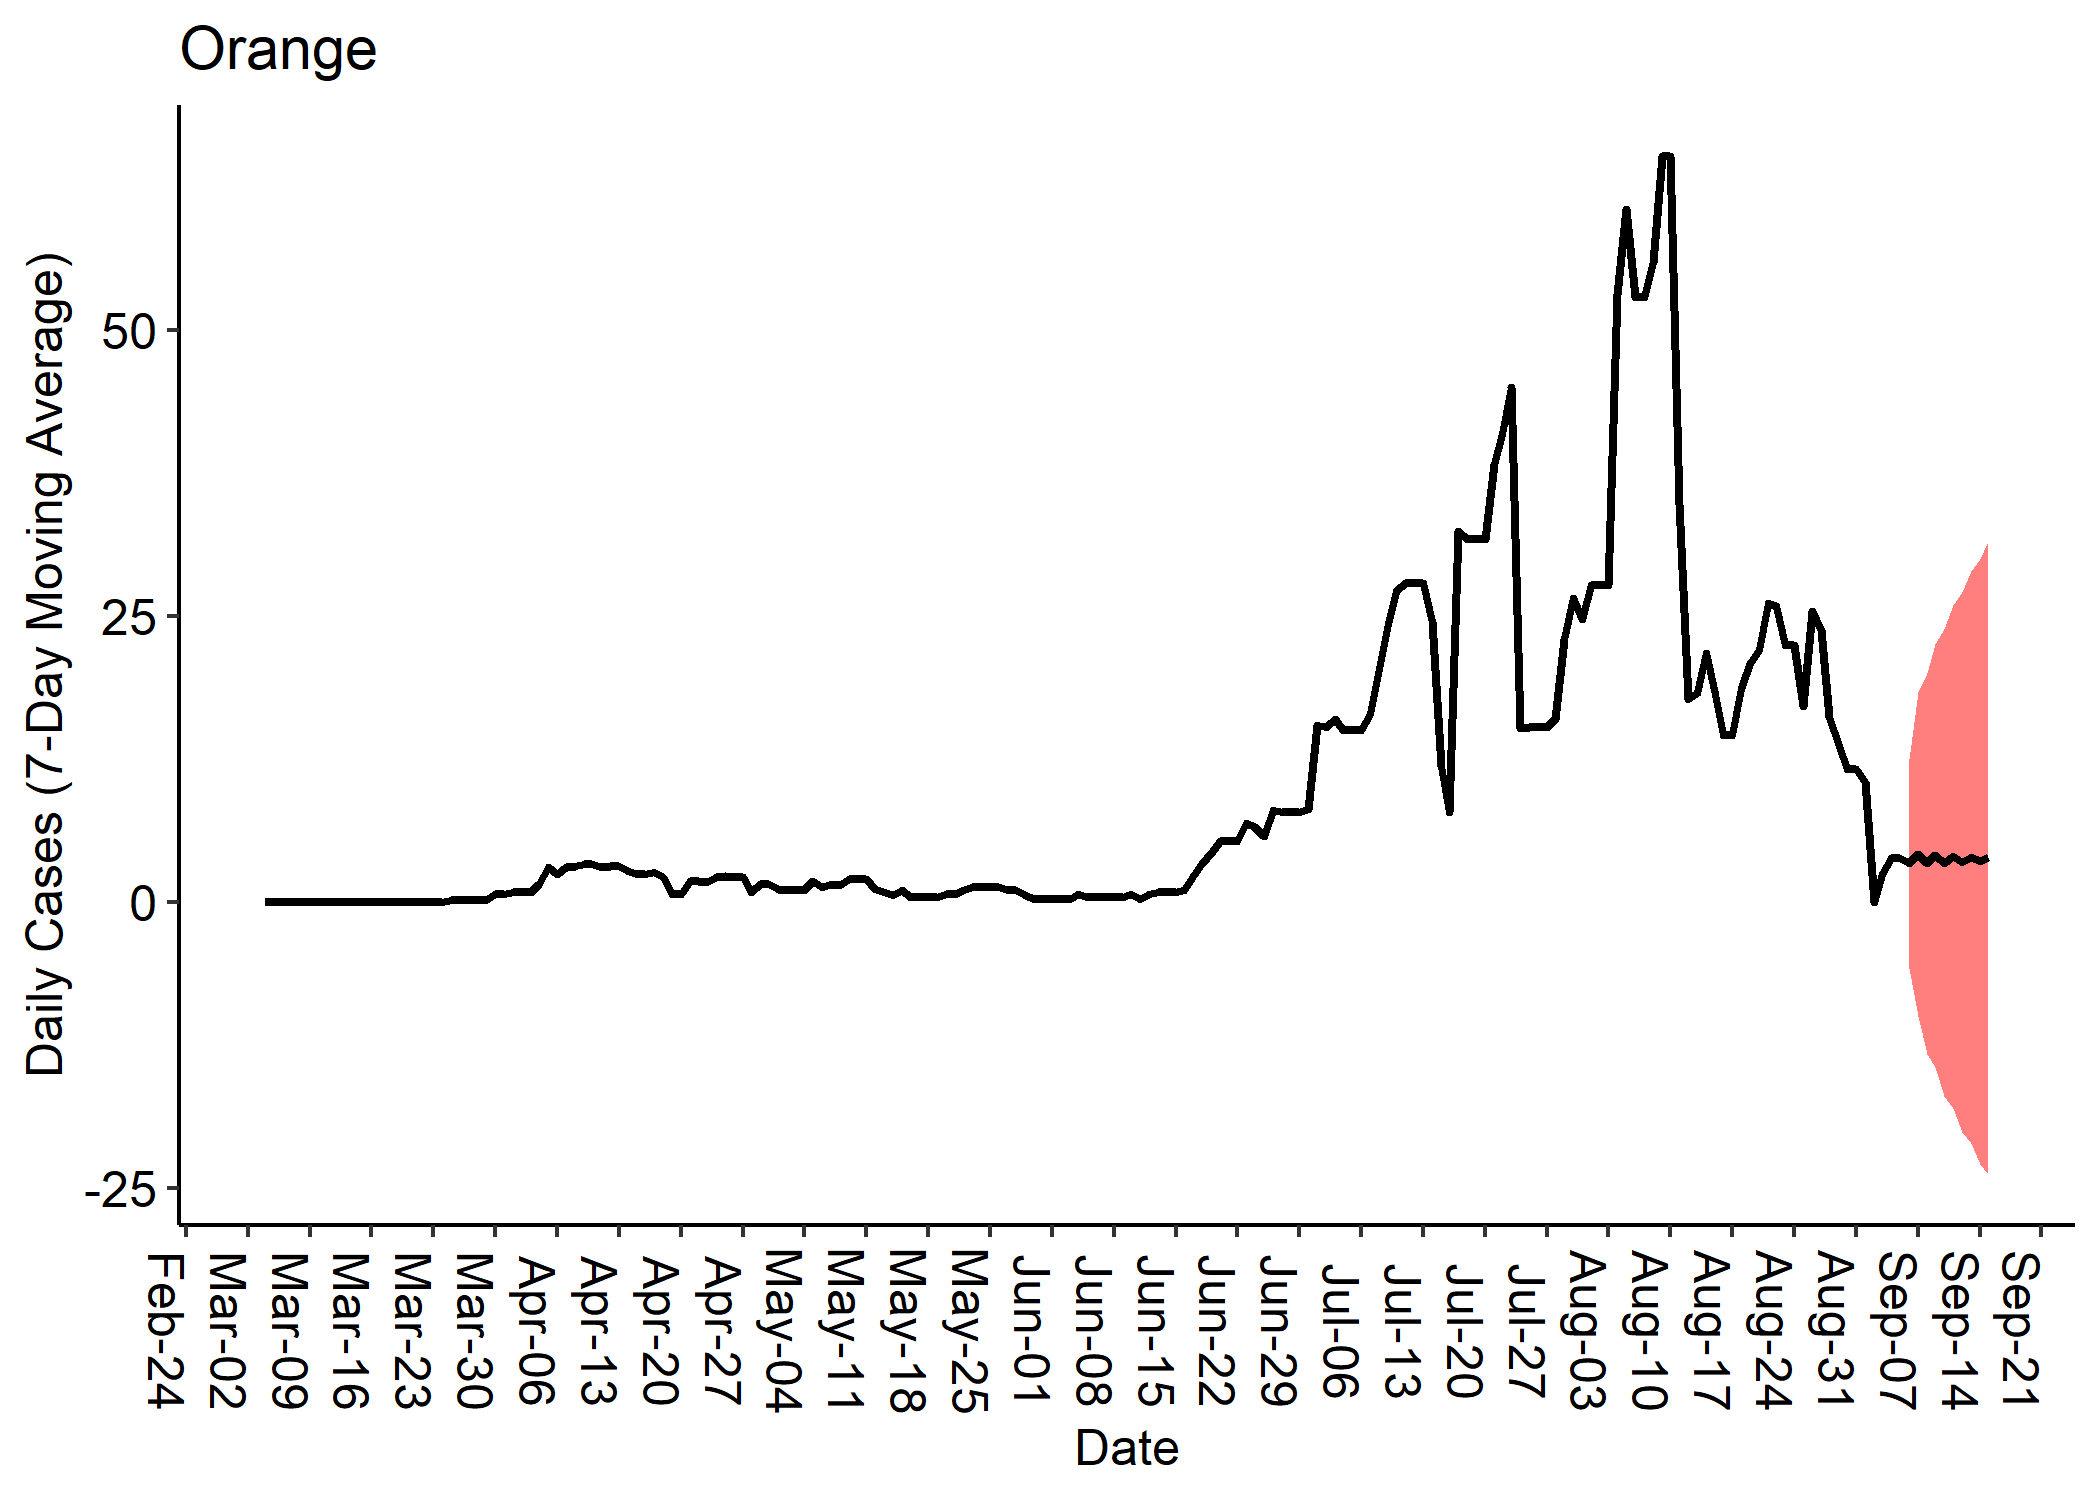 Orange
Daily Cases (7-Day Moving Average)
50
25
0
-25
Feb-24
Mar-02
Mar-09
Mar-16
Mar-23
Mar-30
Apr-06
Apr-13
Apr-20
Apr-27
May-04
May-11
May-18
May-25
Jun-01
Jun-08
Jun-15
Jun-22
Jun-29
Jul-06
Jul-13
Jul-20
Jul-27
Aug-03
Aug-10
Aug-17
Aug-24
Aug-31
Sep-07
Sep-14
Sep-21
Date